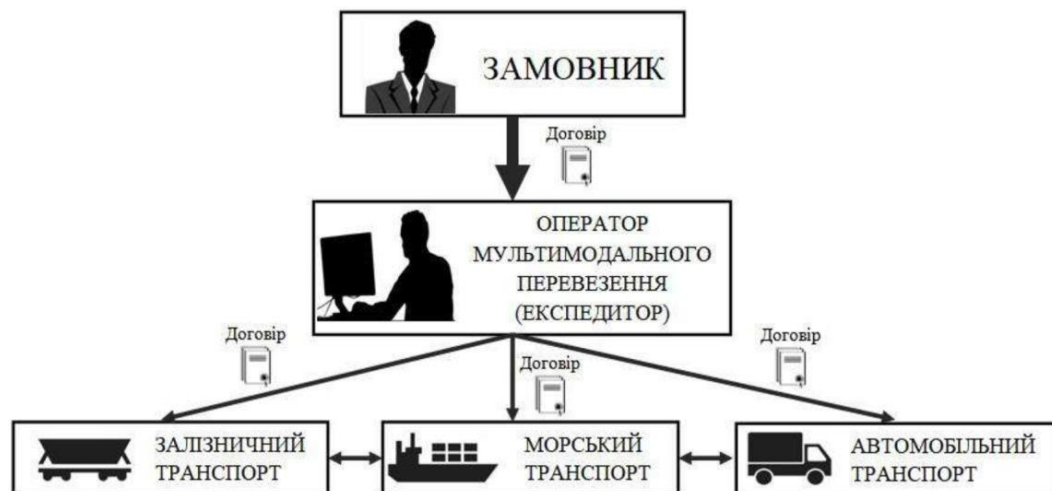 ЗАМОВНИК
Договір
ОПЕРАТОР
МУЛЬТИМОДАЛЬНОГО
ПЕРЕВЕЗЕННЯ
(ЕКСПЕДИТОР)
Договір
Договір
Договір
ЗАЛІЗНИЧНИЙ
ТРАНСПОРТ
МОРСЬКИЙ
ТРАНСПОРТ
АВТОМОБІЛЬНИЙ
ТРАНСПОРТ